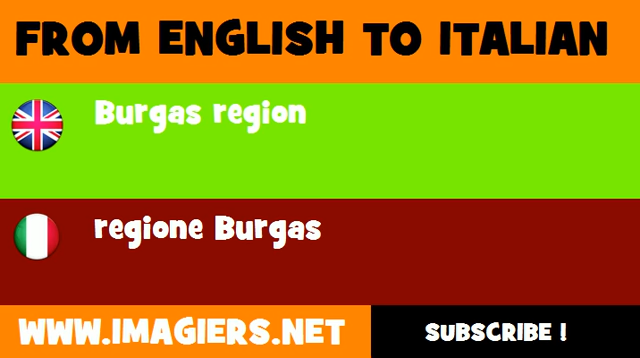 FROM ENGLISH TO ITALIAN
Burgas region
regione Burgas
WWW.IMAGIERS.NET
SUBSCRIBE !